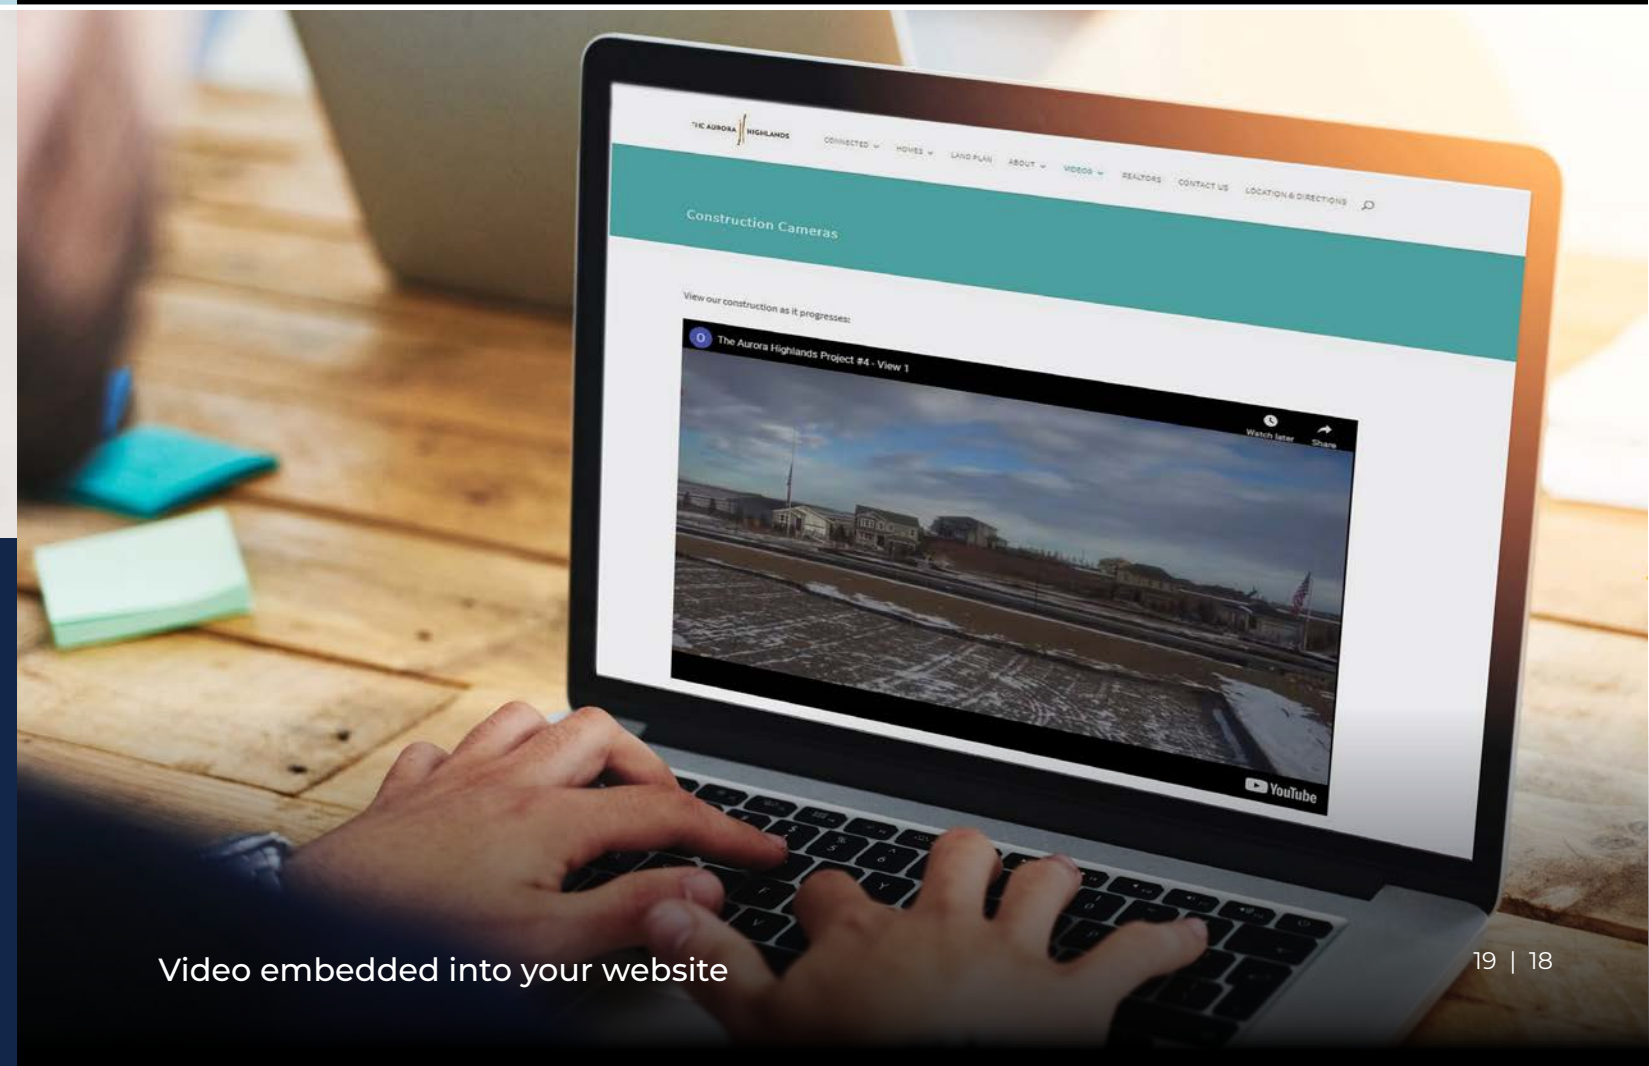 THE AURORA HIGHLANDS
CONNECTED HOMES LAND PLAN ABOUT VIDEOS REALTORS CONTACT US LOCATION & DIRECTIONS
Construction Cameras
View our construction as it progresses:
O The Aurora Highlands Project #4 - View 1
Watch later Share
YouTube
Video embedded into your website
19 | 18